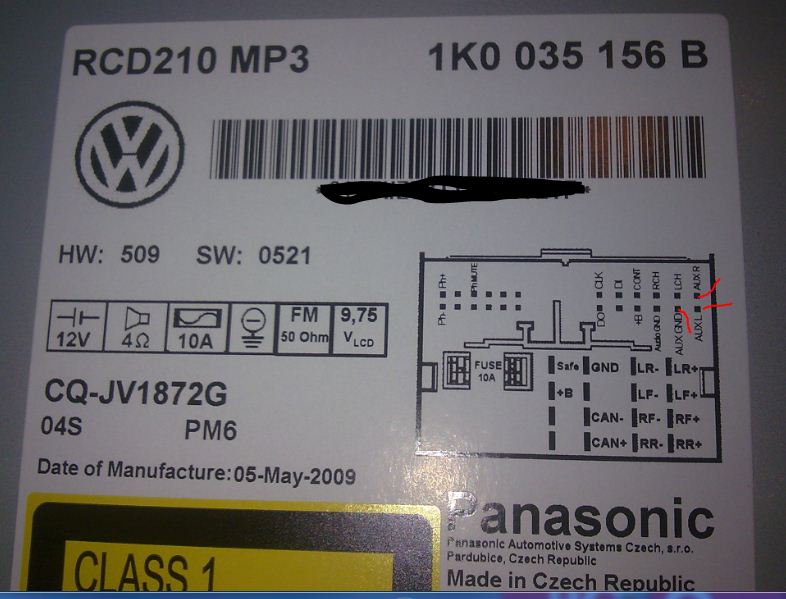 RCD210 MP3
1K0 035 156 B
HW: 509 SW: 0521
12V
4Ω
10A
FM
50 Ohm
9,75
VLCD
CQ-JV1872G
04S PM6
Date of Manufacture:05-May-2009
Ph+
Ph-
Ph MUTE
CLK
DO
DI
CONT
+B
RCH
Audio GND
LCH
AUX GND
AUX R
AUX L
FUSE
10A
Safe GND LR- LR+
+B LF- LF+
CAN- RF- RF+
CAN+ RR- RR+
CLASS 1
Panasonic
Panasonic Automotive Systems Czech, s.r.o.
Pardubice, Czech Republic
Made in Czech Republic